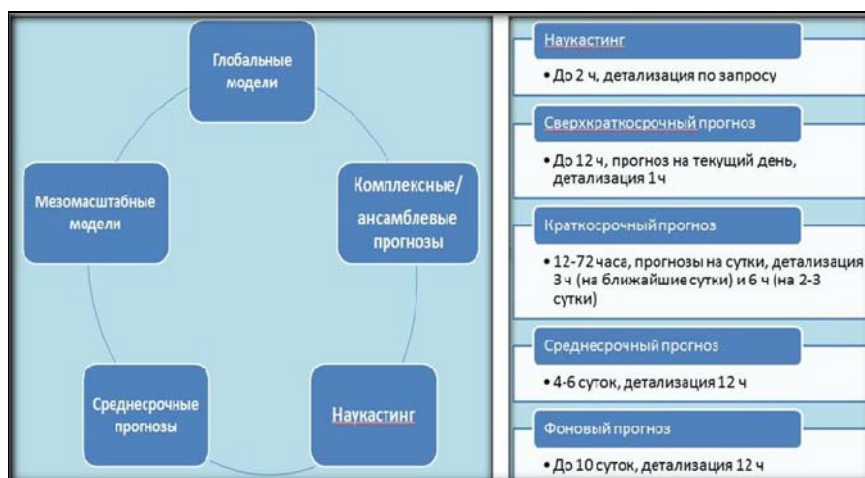 Глобальные
модели
Комплексные/
ансамблевые
прогнозы
Наукастинг
Среднесрочные
прогнозы
Мезомасштабные
модели
Наукастинг
• До 2 ч, детализация по запросу
Сверхкраткосрочный прогноз
• До 12 ч, прогноз на текущий день,
детализация 1 ч
Краткосрочный прогноз
• 12-72 часа, прогнозы на сутки, детализация
3 ч (на ближайшие сутки) и 6 ч (на 2-3
сутки)
Среднесрочный прогноз
• 4-6 суток, детализация 12 ч
Фоновый прогноз
• До 10 суток, детализация 12 ч